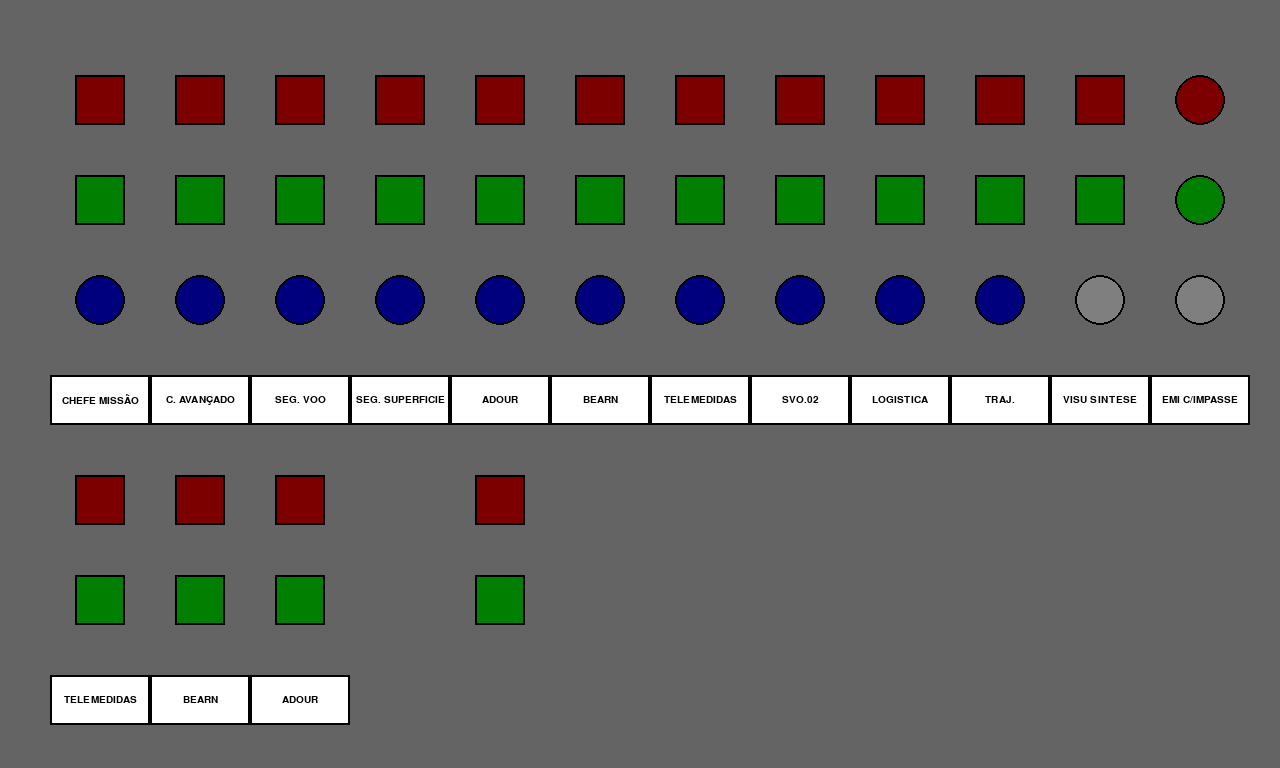 CHEFE MISSÃO
C. AVANÇADO
SEG. VOO
SEG. SUPERFICIE
ADOUR
BEARN
TELEMEDIDAS
SVO.02
LOGISTICA
TRAJ.
VISU SINTESE
EMI C/IMPASSE
TELEMEDIDAS
BEARN
ADOUR